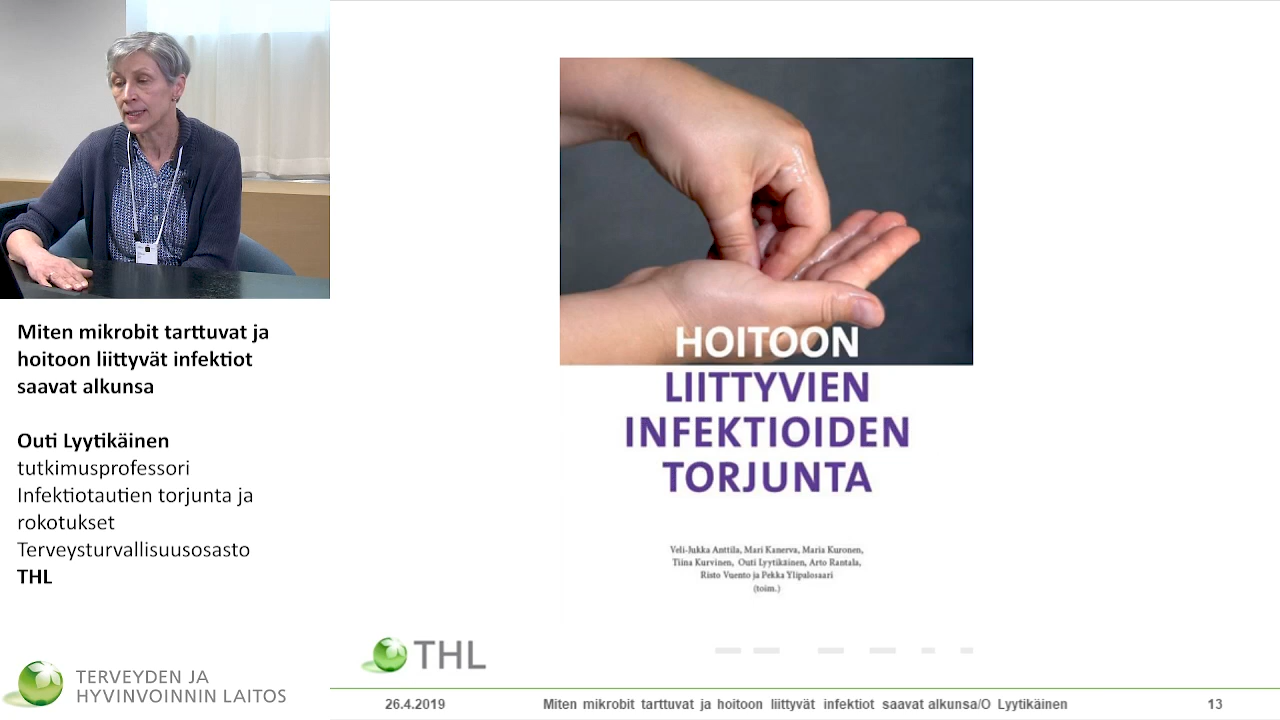 Miten mikrobit tarttuvat ja
hoitoon liittyvät infektiot
saavat alkunsa
Outi Lyytikäinen
tutkimusprofessori
Infektiotautien torjunta ja
rokotukset
Terveysturvallisuusosasto
THL
TERVEYDEN JA
HYVINVOINNIN LAITOS
HOITOON
LIITTYVIEN
INFEKTIOIDEN
TORJUNTA
Veli-Jukka Anttila, Mari Kanerva, Maria Kuronen,
Tiina Kurvinen, Outi Lyytikäinen, Arto Rantala,
Risto Vuento ja Pekka Ylipalosaari
(toim.)
THL
26.4.2019 Miten mikrobit tarttuvat ja hoitoon liittyvät infektiot saavat alkunsa/O Lyytikäinen 13